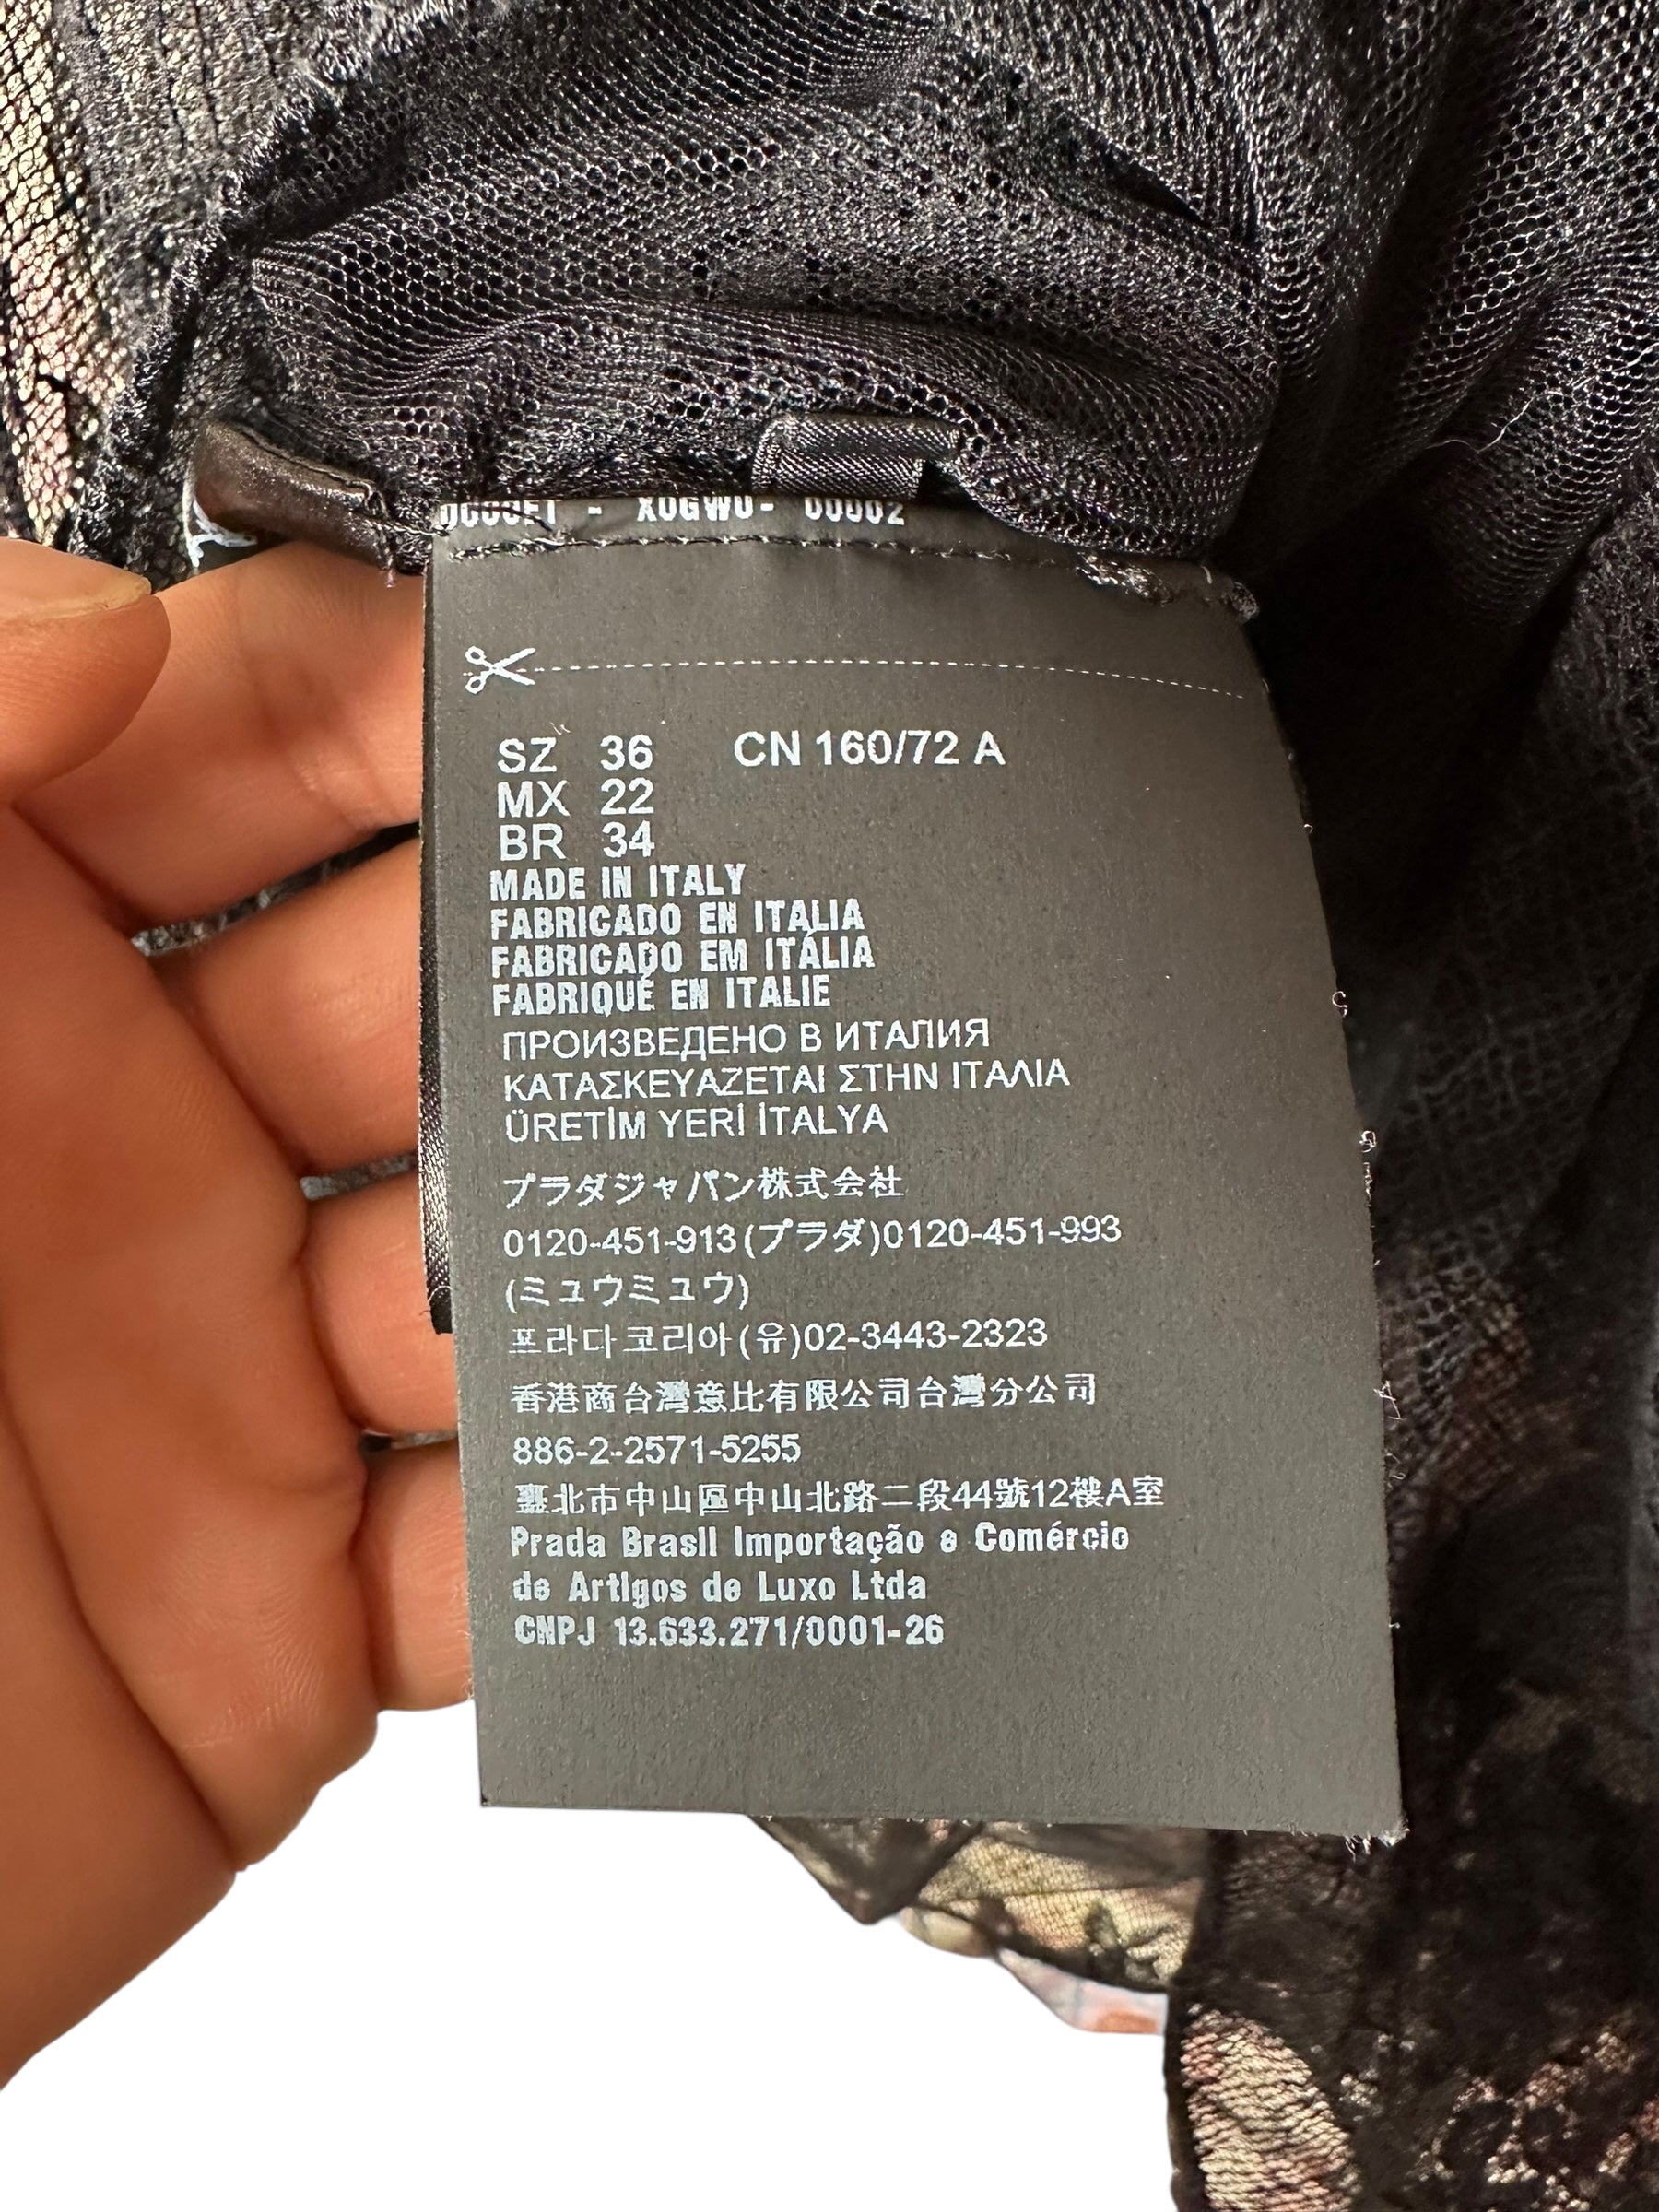 SZ 36 CN 160/72 A
MX 22
BR 34
MADE IN ITALY
FABRICADO EN ITALIA
FABRICADO EM ITÁLIA
FABRIQUÉ EN ITALIE
ПРОИЗВЕДЕНО В ИТАЛИЯ
ΚΑΤΑΣΚΕΥΑΖΕΤΑΙ ΣΤΗΝ ΙΤΑΛΙΑ
ÜRETİM YERİ İTALYA
プラダジャパン株式会社
0120-451-913(プラダ)0120-451-993
(ミュウミュウ)
프라다코리아(유)02-3443-2323
香港商台灣意比有限公司台灣分公司
886-2-2571-5255
臺北市中山區中山北路二段44號12樓A室
Prada Brasil Importação e Comércio
de Artigos de Luxo Ltda
CNPJ 13.633.271/0001-26